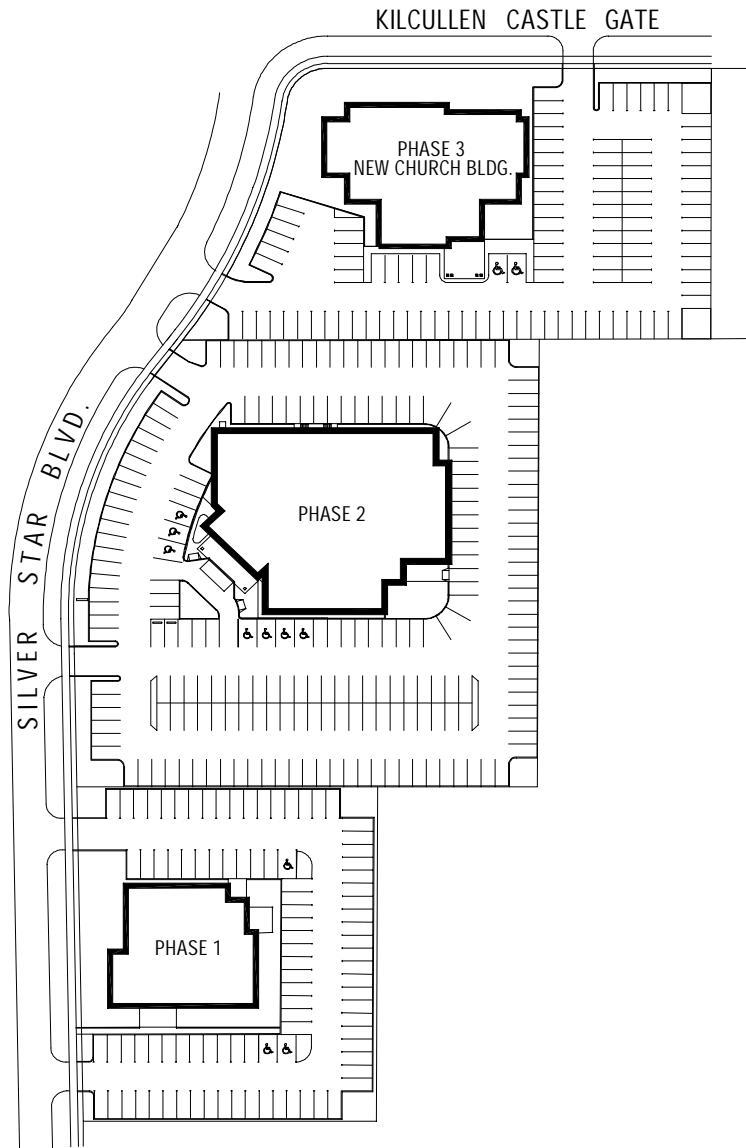 KILCULLEN CASTLE GATE
PHASE 3
NEW CHURCH BLDG.
SILVER STAR BLVD.
PHASE 2
PHASE 1